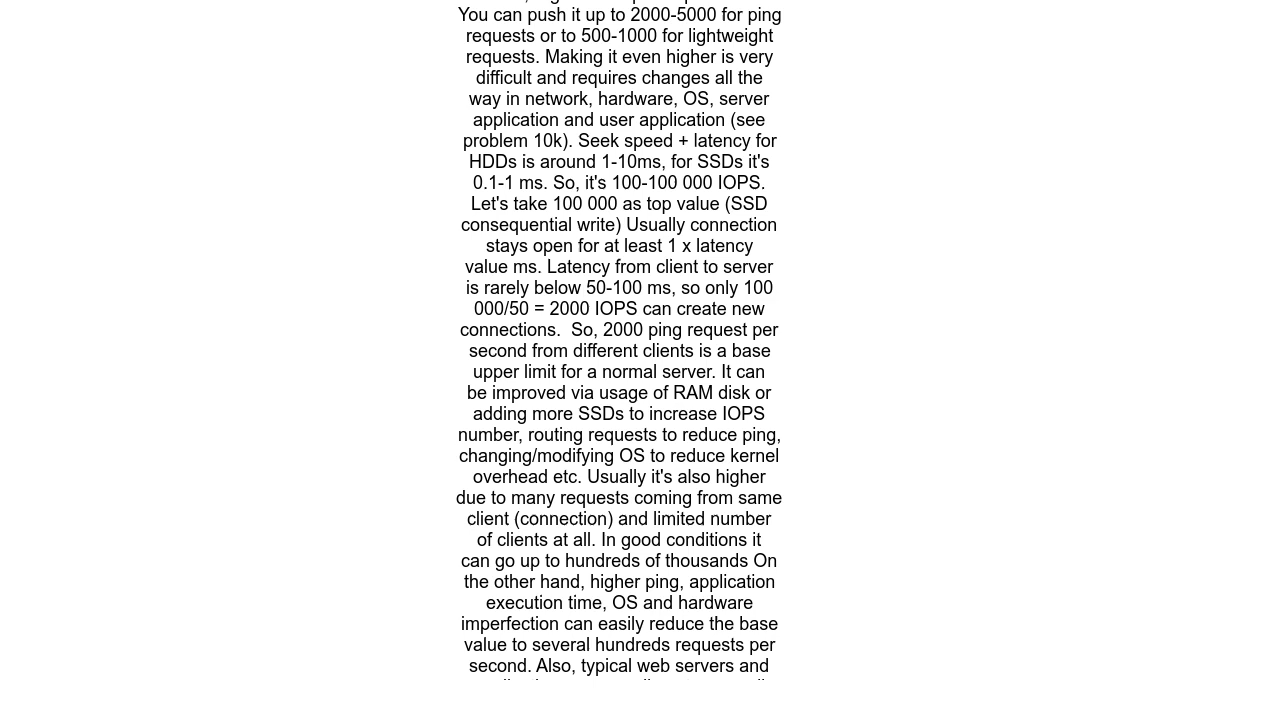 You can push it up to 2000-5000 for ping
requests or to 500-1000 for lightweight
requests. Making it even higher is very
difficult and requires changes all the
way in network, hardware, OS, server
application and user application (see
problem 10k). Seek speed + latency for
HDDs is around 1-10ms, for SSDs it's
0.1-1 ms. So, it's 100-100 000 IOPS.
Let's take 100 000 as top value (SSD
consequential write) Usually connection
stays open for at least 1 x latency
value ms. Latency from client to server
is rarely below 50-100 ms, so only 100
000/50 = 2000 IOPS can create new
connections.  So, 2000 ping request per
second from different clients is a base
upper limit for a normal server. It can
be improved via usage of RAM disk or
adding more SSDs to increase IOPS
number, routing requests to reduce ping,
changing/modifying OS to reduce kernel
overhead etc. Usually it's also higher
due to many requests coming from same
client (connection) and limited number
of clients at all. In good conditions it
can go up to hundreds of thousands On
the other hand, higher ping, application
execution time, OS and hardware
imperfection can easily reduce the base
value to several hundreds requests per
second. Also, typical web servers and